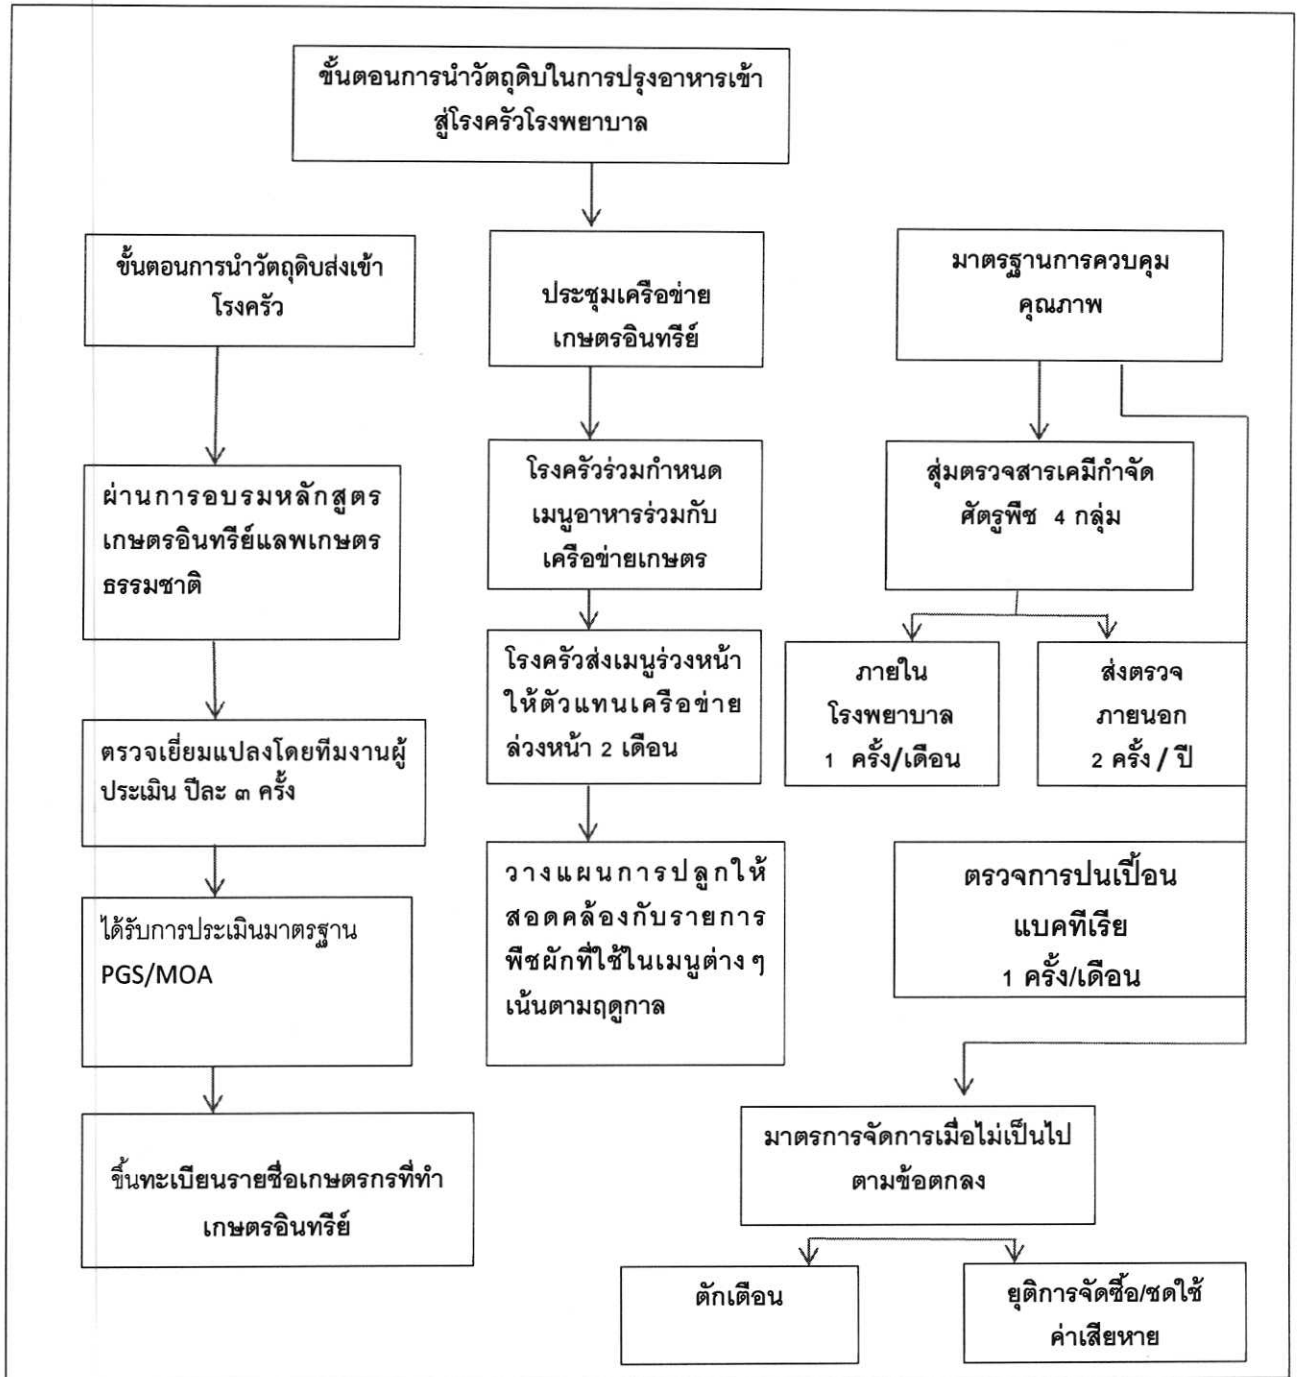 ขั้นตอนการนำวัตถุดิบในการปรุงอาหารเข้า
สู่โรงครัวโรงพยาบาล
ขั้นตอนการนำวัตถุดิบส่งเข้า
โรงครัว
ผ่านการอบรมหลักสูตร
เกษตรอินทรีย์แลพเกษตร
ธรรมชาติ
ตรวจเยี่ยมแปลงโดยทีมงานผู้
ประเมิน ปีละ ๓ ครั้ง
ได้รับการประเมินมาตรฐาน
PGS/MOA
ขึ้นทะเบียนรายชื่อเกษตรกรที่ทำ
เกษตรอินทรีย์
ประชุมเครือข่าย
เกษตรอินทรีย์
โรงครัวร่วมกำหนด
เมนูอาหารร่วมกับ
เครือข่ายเกษตร
โรงครัวส่งเมนูร่วงหน้า
ให้ตัวแทนเครือข่าย
ล่วงหน้า 2 เดือน
วางแผนการปลูกให้
สอดคล้องกับรายการ
พืชผักที่ใช้ในเมนูต่าง ๆ
เน้นตามฤดูกาล
มาตรฐานการควบคุม
คุณภาพ
สุ่มตรวจสารเคมีกำจัด
ศัตรูพืช 4 กลุ่ม
ภายใน
โรงพยาบาล
1 ครั้ง/เดือน
ส่งตรวจ
ภายนอก
2 ครั้ง / ปี
ตรวจการปนเปื้อน
แบคทีเรีย
1 ครั้ง/เดือน
มาตรการจัดการเมื่อไม่เป็นไป
ตามข้อตกลง
ตักเตือน
ยุติการจัดซื้อ/ชดใช้
ค่าเสียหาย